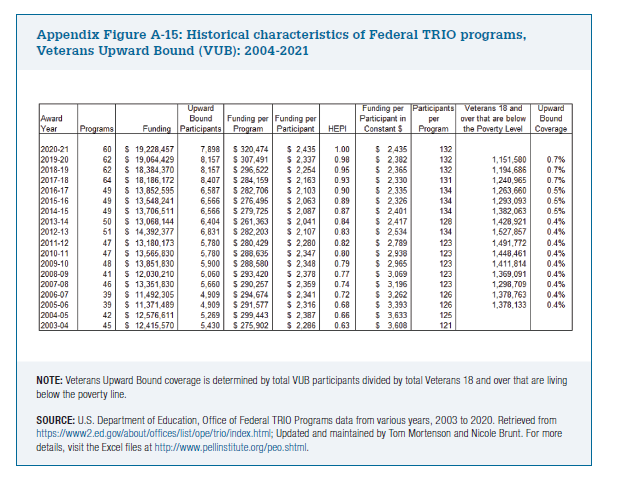 Appendix Figure A-15: Historical characteristics of Federal TRIO programs,
Veterans Upward Bound (VUB): 2004-2021
Upward Funding per Participants Veterans 18 and Upward
Award Bound Funding per Funding per Participant in per over that are below Bound
Year Programs Funding Participants Program Participant HEPI Constant $ Program the Poverty Level Coverage
2020-21 60 $ 19,228,457 7,898 $ 320,474 $ 2,435 1.00 $ 2,435 132
2019-20 62 $ 19,064,429 8,157 $ 307,491 $ 2,337 0.98 $ 2,382 132 1,151,580 0.7%
2018-19 62 $ 18,384,370 8,157 $ 296,522 $ 2,254 0.95 $ 2,365 132 1,194,686 0.7%
2017-18 64 $ 18,186,172 8,407 $ 284,159 $ 2,163 0.93 $ 2,330 131 1,240,965 0.7%
2016-17 49 $ 13,852,595 6,587 $ 282,706 $ 2,103 0.90 $ 2,335 134 1,263,660 0.5%
2015-16 49 $ 13,548,241 6,566 $ 276,495 $ 2,063 0.89 $ 2,326 134 1,293,093 0.5%
2014-15 49 $ 13,706,511 6,566 $ 279,725 $ 2,087 0.87 $ 2,401 134 1,382,063 0.5%
2013-14 50 $ 13,068,144 6,404 $ 261,363 $ 2,041 0.84 $ 2,417 128 1,428,921 0.4%
2012-13 51 $ 14,392,377 6,831 $ 282,203 $ 2,107 0.83 $ 2,534 134 1,527,857 0.4%
2011-12 47 $ 13,180,173 5,780 $ 280,429 $ 2,280 0.82 $ 2,789 123 1,491,772 0.4%
2010-11 47 $ 13,565,830 5,780 $ 288,635 $ 2,347 0.80 $ 2,938 123 1,448,461 0.4%
2009-10 48 $ 13,851,830 5,900 $ 288,580 $ 2,348 0.79 $ 2,965 123 1,411,814 0.4%
2008-09 41 $ 12,030,210 5,060 $ 293,420 $ 2,378 0.77 $ 3,069 123 1,369,091 0.4%
2007-08 46 $ 13,351,830 5,660 $ 290,257 $ 2,359 0.74 $ 3,196 123 1,298,709 0.4%
2006-07 39 $ 11,492,305 4,909 $ 294,674 $ 2,341 0.72 $ 3,262 126 1,378,763 0.4%
2005-06 39 $ 11,371,489 4,909 $ 291,577 $ 2,316 0.68 $ 3,393 126 1,378,133 0.4%
2004-05 42 $ 12,576,611 5,269 $ 299,443 $ 2,387 0.66 $ 3,633 125
2003-04 45 $ 12,415,570 5,430 $ 275,902 $ 2,286 0.63 $ 3,608 121
NOTE: Veterans Upward Bound coverage is determined by total VUB participants divided by total Veterans 18 and over that are living
below the poverty line.
SOURCE: U.S. Department of Education, Office of Federal TRIO Programs data from various years, 2003 to 2020. Retrieved from
https://www2.ed.gov/about/offices/list/ope/trio/index.html; Updated and maintained by Tom Mortenson and Nicole Brunt. For more
details, visit the Excel files at http://www.pellinstitute.org/peo.shtml.